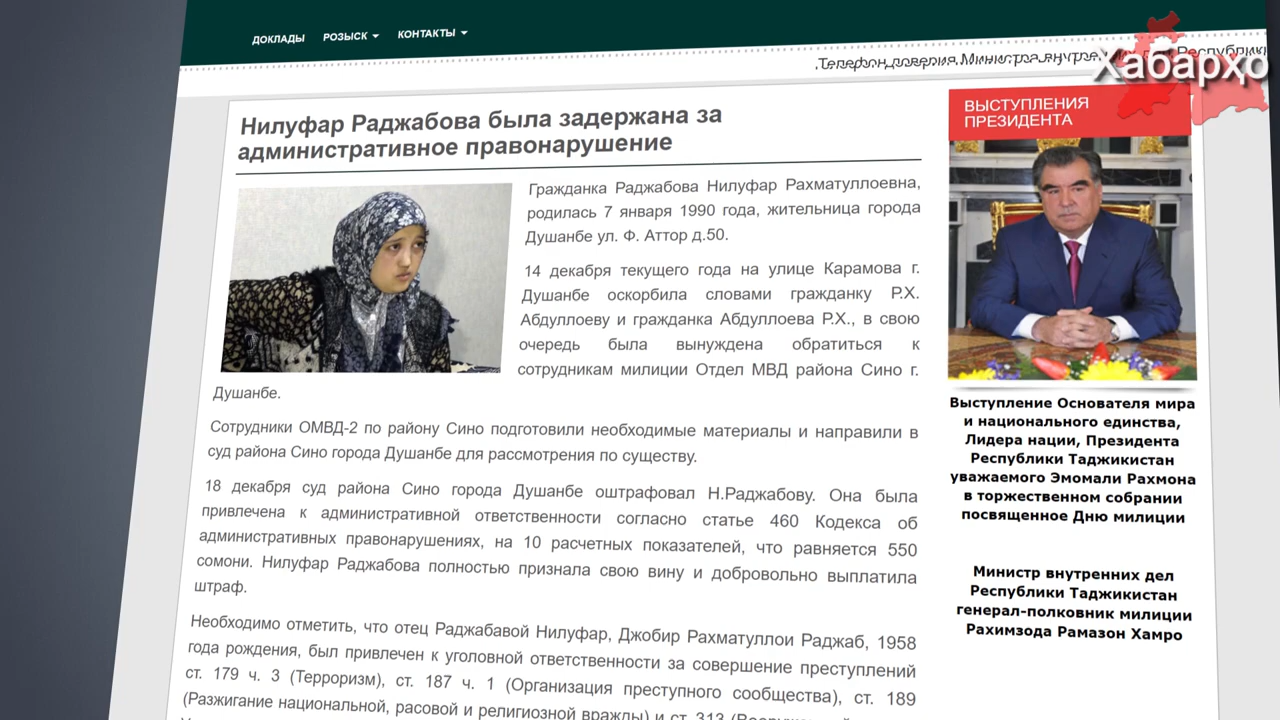 ДОКЛАДЫ РОЗЫСК КОНТАКТЫ
Республики
Хабарҳо
Нилуфар Раджабова была задержана за
административное правонарушение
Гражданка Раджабова Нилуфар Рахматуллоевна,
родилась 7 января 1990 года, жительница города
Душанбе ул. Ф. Аттор д.50.
14 декабря текущего года на улице Карамова г.
Душанбе оскорбила словами гражданку Р.Х.
Абдуллоеву и гражданка Абдуллоева Р.Х., в свою
очередь была вынуждена обратиться к
сотрудникам милиции Отдел МВД района Сино г.
Душанбе.
Сотрудники ОМВД-2 по району Сино подготовили необходимые материалы и направили в
суд района Сино города Душанбе для рассмотрения по существу.
18 декабря суд района Сино города Душанбе оштрафовал Н.Раджабову. Она была
привлечена к административной ответственности согласно статье 460 Кодекса об
административных правонарушениях, на 10 расчетных показателей, что равняется 550
сомони. Нилуфар Раджабова полностью признала свою вину и добровольно выплатила
штраф.
Необходимо отметить, что отец Раджабавой Нилуфар, Джобир Рахматуллои Раджаб, 1958
года рождения, был привлечен к уголовной ответственности за совершение преступлений
ст. 179 ч. 3 (Терроризм), ст. 187 ч. 1 (Организация преступного сообщества), ст. 189
(Разжигание национальной, расовой и религиозной вражды) и ст. 313
ВЫСТУПЛЕНИЯ
ПРЕЗИДЕНТА
Выступление Основателя мира
и национального единства,
Лидера нации, Президента
Республики Таджикистан
уважаемого Эмомали Рахмона
в торжественном собрании
посвященное Дню милиции
Министр внутренних дел
Республики Таджикистан
генерал-полковник милиции
Рахимзода Рамазон Хамро